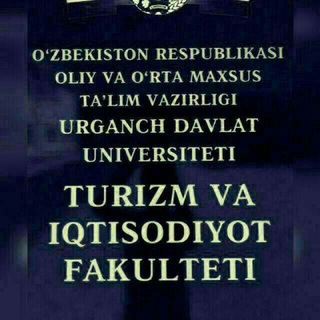 O‘ZBEKISTON RESPUBLIKASI
OLIY VA O‘RTA MAXSUS
TA’LIM VAZIRLIGI
URGANCH DAVLAT
UNIVERSITETI
TURIZM VA
IQTISODIYOT
FAKULTETI